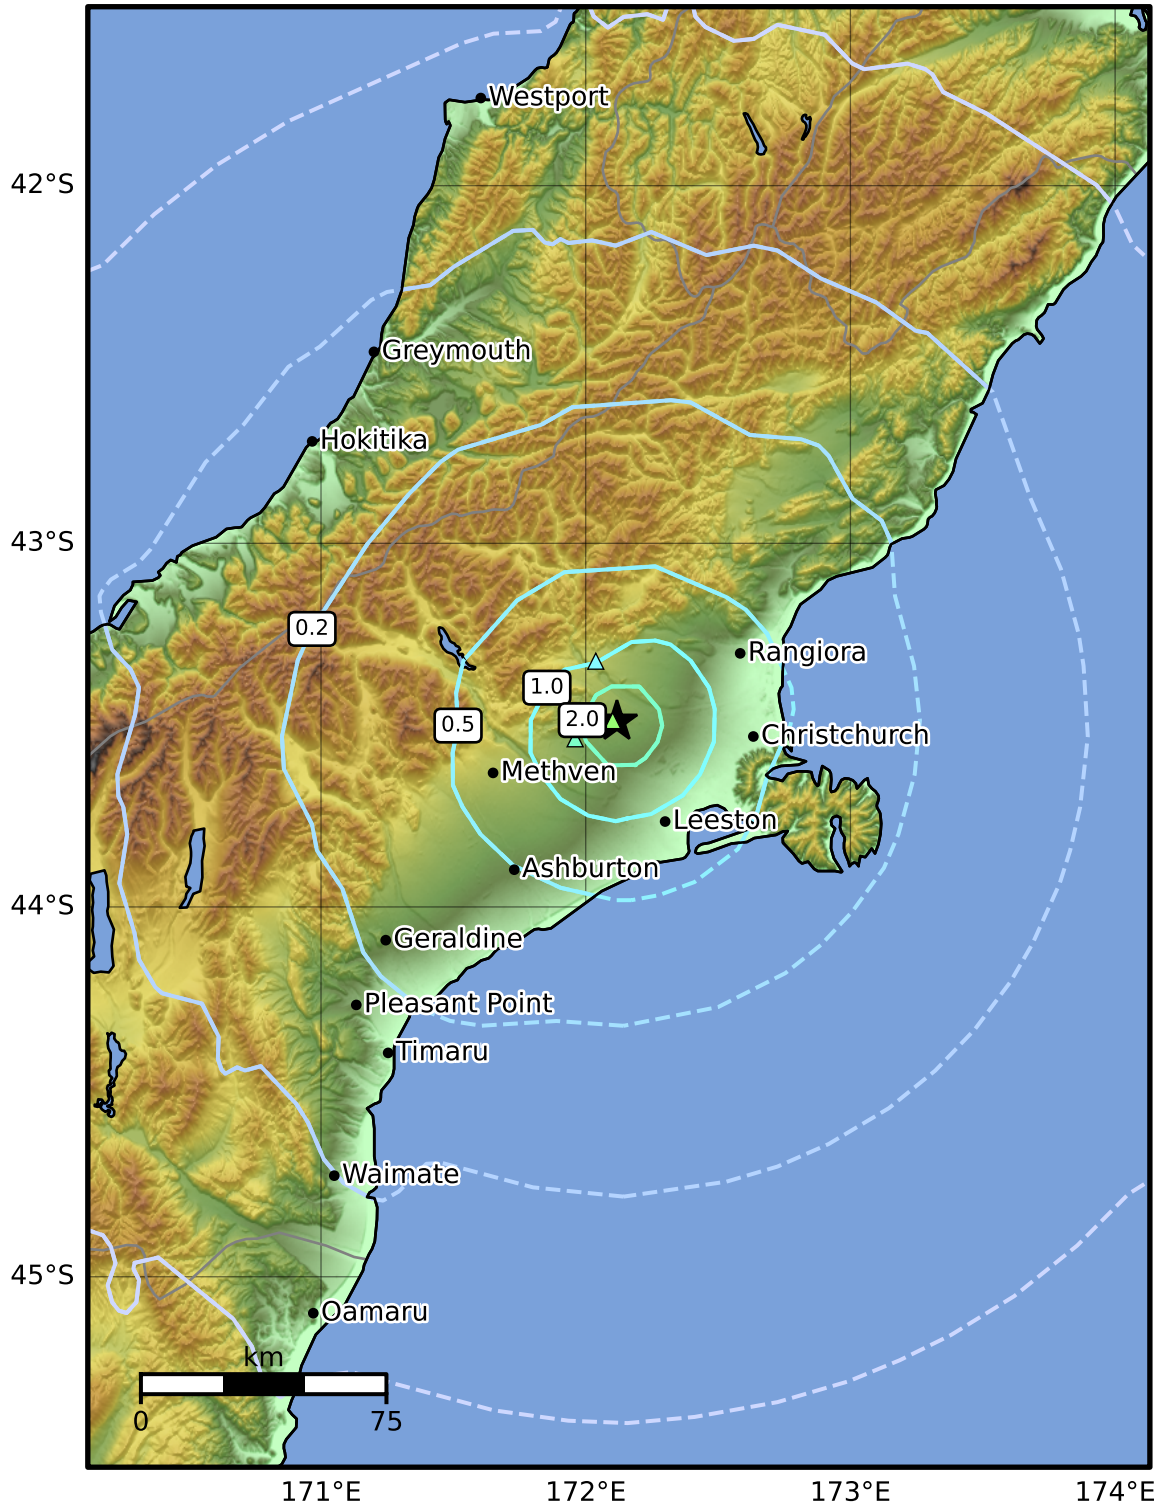 Westport
42°S
Greymouth
Hokitika
43°S
0.2
Rangiora
1.0
0.5
2.0
Christchurch
Methven
Leeston
Ashburton
44°S
Geraldine
Pleasant Point
Timaru
Waimate
45°S
Oamaru
km
0 75
171°E 172°E 173°E 174°E